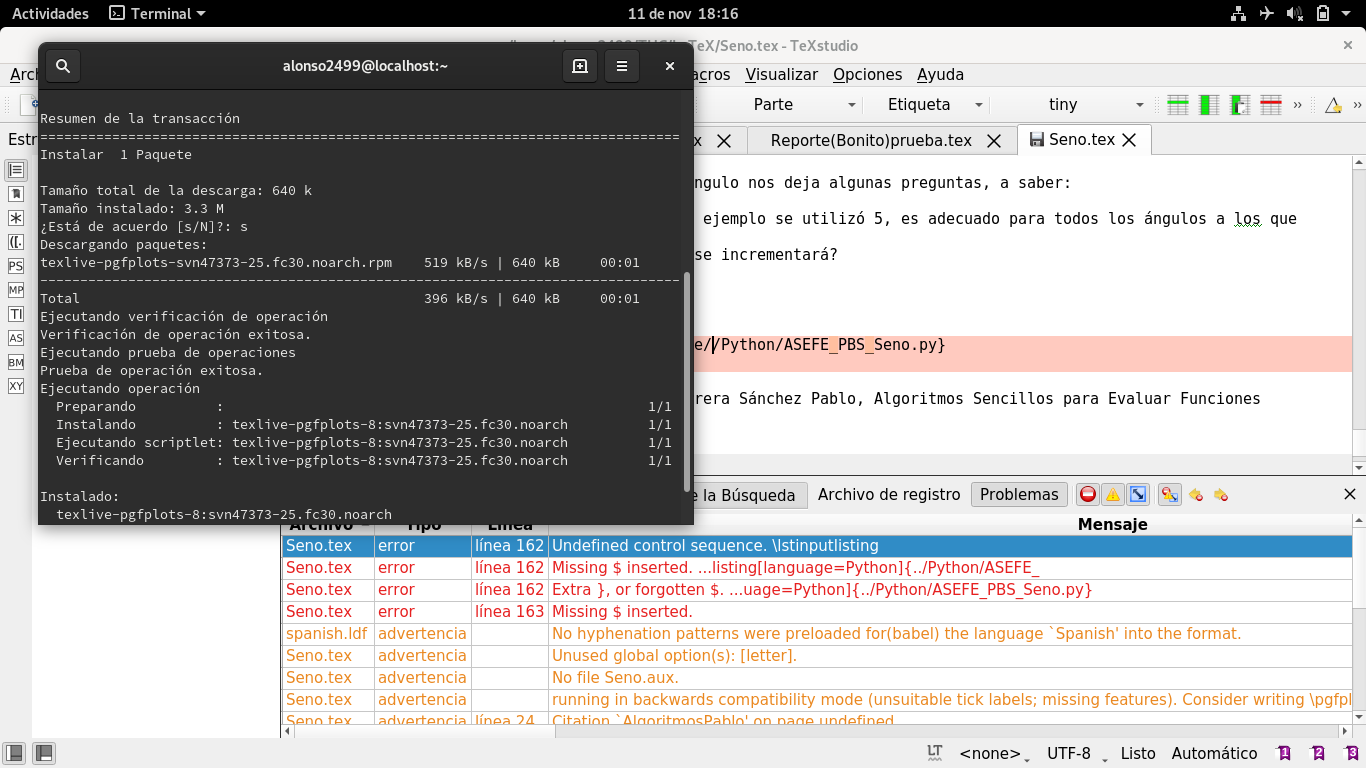 Actividades Terminal 11 de nov 18:16
TeX/Seno.tex - TeXstudio
alonso2499@localhost:~
Visualizar Opciones Ayuda
Parte Etiqueta tiny
Reporte(Bonito)prueba.tex Seno.tex
Resumen de la transacción
================================================================================
Instalar 1 Paquete
Tamaño total de la descarga: 640 k
Tamaño instalado: 3.3 M
¿Está de acuerdo [s/N]?: s
Descargando paquetes:
texlive-pgfplots-svn47373-25.fc30.noarch.rpm 519 kB/s | 640 kB 00:01
--------------------------------------------------------------------------------
Total 396 kB/s | 640 kB 00:01
Ejecutando verificación de operación
Verificación de operación exitosa.
Ejecutando prueba de operaciones
Prueba de operación exitosa.
Ejecutando operación
Preparando : 1/1
Instalando : texlive-pgfplots-8:svn47373-25.fc30.noarch 1/1
Ejecutando scriptlet: texlive-pgfplots-8:svn47373-25.fc30.noarch 1/1
Verificando : texlive-pgfplots-8:svn47373-25.fc30.noarch 1/1
Instalado:
texlive-pgfplots-8:svn47373-25.fc30.noarch
ngulo nos deja algunas preguntas, a saber:
ejemplo se utilizó 5, es adecuado para todos los ángulos a los que
se incrementará?
e//Python/ASEFE_PBS_Seno.py}
rera Sánchez Pablo, Algoritmos Sencillos para Evaluar Funciones
PS
MP
TI
AS
BM
XY
e la Búsqueda Archivo de registro Problemas
Archivo Tipo Línea Mensaje
Seno.tex error línea 162 Undefined control sequence. \lstinputlisting
Seno.tex error línea 162 Missing $ inserted. ...listing[language=Python]{../Python/ASEFE_
Seno.tex error línea 162 Extra }, or forgotten $. ...uage=Python]{../Python/ASEFE_PBS_Seno.py}
Seno.tex error línea 163 Missing $ inserted.
spanish.ldf advertencia No hyphenation patterns were preloaded for(babel) the language `Spanish' into the format.
Seno.tex advertencia Unused global option(s): [letter].
Seno.tex advertencia No file Seno.aux.
Seno.tex advertencia running in backwards compatibility mode (unsuitable tick labels; missing features). Consider writing \pgfpl
Seno.tex advertencia línea 24 Citation `AlgoritmosPablo' on page undefined
LT <none> UTF-8 Listo Automático 1 2 3